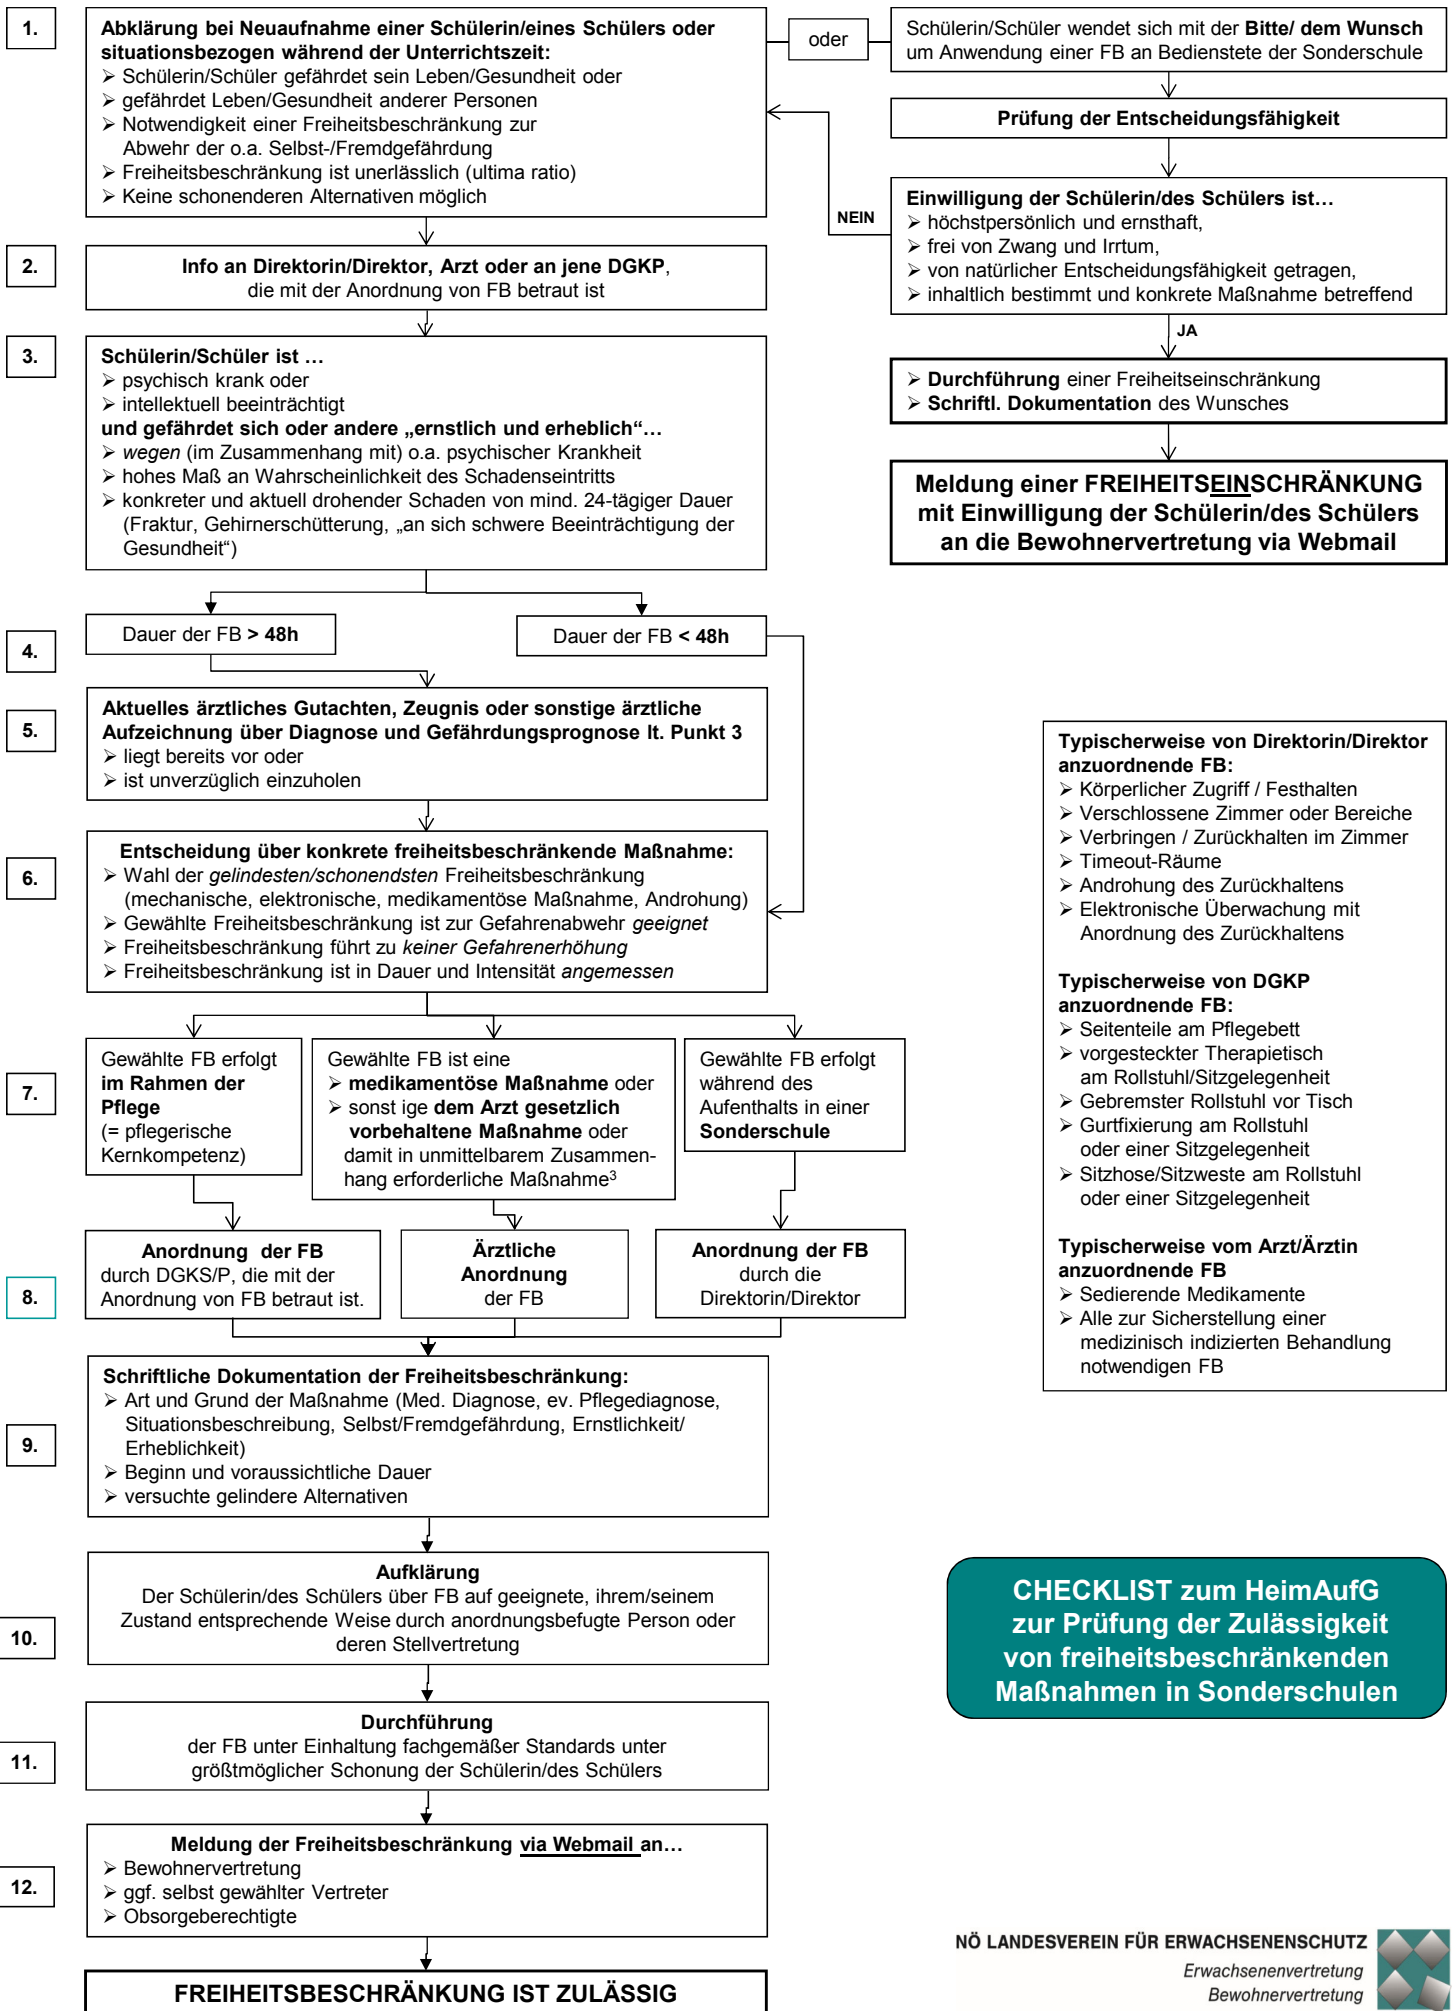 1.
Abklärung bei Neuaufnahme einer Schülerin/eines Schülers oder
situationsbezogen während der Unterrichtszeit:
➢ Schülerin/Schüler gefährdet sein Leben/Gesundheit oder
➢ gefährdet Leben/Gesundheit anderer Personen
➢ Notwendigkeit einer Freiheitsbeschränkung zur
Abwehr der o.a. Selbst-/Fremdgefährdung
➢ Freiheitsbeschränkung ist unerlässlich (ultima ratio)
➢ Keine schonenderen Alternativen möglich
oder
Schülerin/Schüler wendet sich mit der Bitte/ dem Wunsch
um Anwendung einer FB an Bedienstete der Sonderschule
Prüfung der Entscheidungsfähigkeit
Einwilligung der Schülerin/des Schülers ist…
➢ höchstpersönlich und ernsthaft,
➢ frei von Zwang und Irrtum,
➢ von natürlicher Entscheidungsfähigkeit getragen,
➢ inhaltlich bestimmt und konkrete Maßnahme betreffend
NEIN
JA
➢ Durchführung einer Freiheitseinschränkung
➢ Schriftl. Dokumentation des Wunsches
Meldung einer FREIHEITSEINSCHRÄNKUNG
mit Einwilligung der Schülerin/des Schülers
an die Bewohnervertretung via Webmail
2.
Info an Direktorin/Direktor, Arzt oder an jene DGKP,
die mit der Anordnung von FB betraut ist
3.
Schülerin/Schüler ist …
➢ psychisch krank oder
➢ intellektuell beeinträchtigt
und gefährdet sich oder andere „ernstlich und erheblich“…
➢ wegen (im Zusammenhang mit) o.a. psychischer Krankheit
➢ hohes Maß an Wahrscheinlichkeit des Schadenseintritts
➢ konkreter und aktuell drohender Schaden von mind. 24-tägiger Dauer
(Fraktur, Gehirnerschütterung, „an sich schwere Beeinträchtigung der
Gesundheit“)
4.
Dauer der FB > 48h
Dauer der FB < 48h
5.
Aktuelles ärztliches Gutachten, Zeugnis oder sonstige ärztliche
Aufzeichnung über Diagnose und Gefährdungsprognose lt. Punkt 3
➢ liegt bereits vor oder
➢ ist unverzüglich einzuholen
6.
Entscheidung über konkrete freiheitsbeschränkende Maßnahme:
➢ Wahl der gelindesten/schonendsten Freiheitsbeschränkung
(mechanische, elektronische, medikamentöse Maßnahme, Androhung)
➢ Gewählte Freiheitsbeschränkung ist zur Gefahrenabwehr geeignet
➢ Freiheitsbeschränkung führt zu keiner Gefahrenerhöhung
➢ Freiheitsbeschränkung ist in Dauer und Intensität angemessen
7.
Gewählte FB erfolgt
im Rahmen der
Pflege
(= pflegerische
Kernkompetenz)
Gewählte FB ist eine
➢ medikamentöse Maßnahme oder
➢ sonst ige dem Arzt gesetzlich
vorbehaltene Maßnahme oder
damit in unmittelbarem Zusammen-
hang erforderliche Maßnahme³
Gewählte FB erfolgt
während des
Aufenthalts in einer
Sonderschule
8.
Anordnung der FB
durch DGKS/P, die mit der
Anordnung von FB betraut ist.
Ärztliche
Anordnung
der FB
Anordnung der FB
durch die
Direktorin/Direktor
9.
Schriftliche Dokumentation der Freiheitsbeschränkung:
➢ Art und Grund der Maßnahme (Med. Diagnose, ev. Pflegediagnose,
Situationsbeschreibung, Selbst/Fremdgefährdung, Ernstlichkeit/
Erheblichkeit)
➢ Beginn und voraussichtliche Dauer
➢ versuchte gelindere Alternativen
10.
Aufklärung
Der Schülerin/des Schülers über FB auf geeignete, ihrem/seinem
Zustand entsprechende Weise durch anordnungsbefugte Person oder
deren Stellvertretung
11.
Durchführung
der FB unter Einhaltung fachgemäßer Standards unter
größtmöglicher Schonung der Schülerin/des Schülers
12.
Meldung der Freiheitsbeschränkung via Webmail an…
➢ Bewohnervertretung
➢ ggf. selbst gewählter Vertreter
➢ Obsorgeberechtigte
FREIHEITSBESCHRÄNKUNG IST ZULÄSSIG
Typischerweise von Direktorin/Direktor
anzuordnende FB:
➢ Körperlicher Zugriff / Festhalten
➢ Verschlossene Zimmer oder Bereiche
➢ Verbringen / Zurückhalten im Zimmer
➢ Timeout-Räume
➢ Androhung des Zurückhaltens
➢ Elektronische Überwachung mit
Anordnung des Zurückhaltens
Typischerweise von DGKP
anzuordnende FB:
➢ Seitenteile am Pflegebett
➢ vorgesteckter Therapietisch
am Rollstuhl/Sitzgelegenheit
➢ Gebremster Rollstuhl vor Tisch
➢ Gurtfixierung am Rollstuhl
oder einer Sitzgelegenheit
➢ Sitzhose/Sitzweste am Rollstuhl
oder einer Sitzgelegenheit
Typischerweise vom Arzt/Ärztin
anzuordnende FB
➢ Sedierende Medikamente
➢ Alle zur Sicherstellung einer
medizinisch indizierten Behandlung
notwendigen FB
CHECKLIST zum HeimAufG
zur Prüfung der Zulässigkeit
von freiheitsbeschränkenden
Maßnahmen in Sonderschulen
NÖ LANDESVEREIN FÜR ERWACHSENENSCHUTZ
Erwachsenenvertretung
Bewohnervertretung